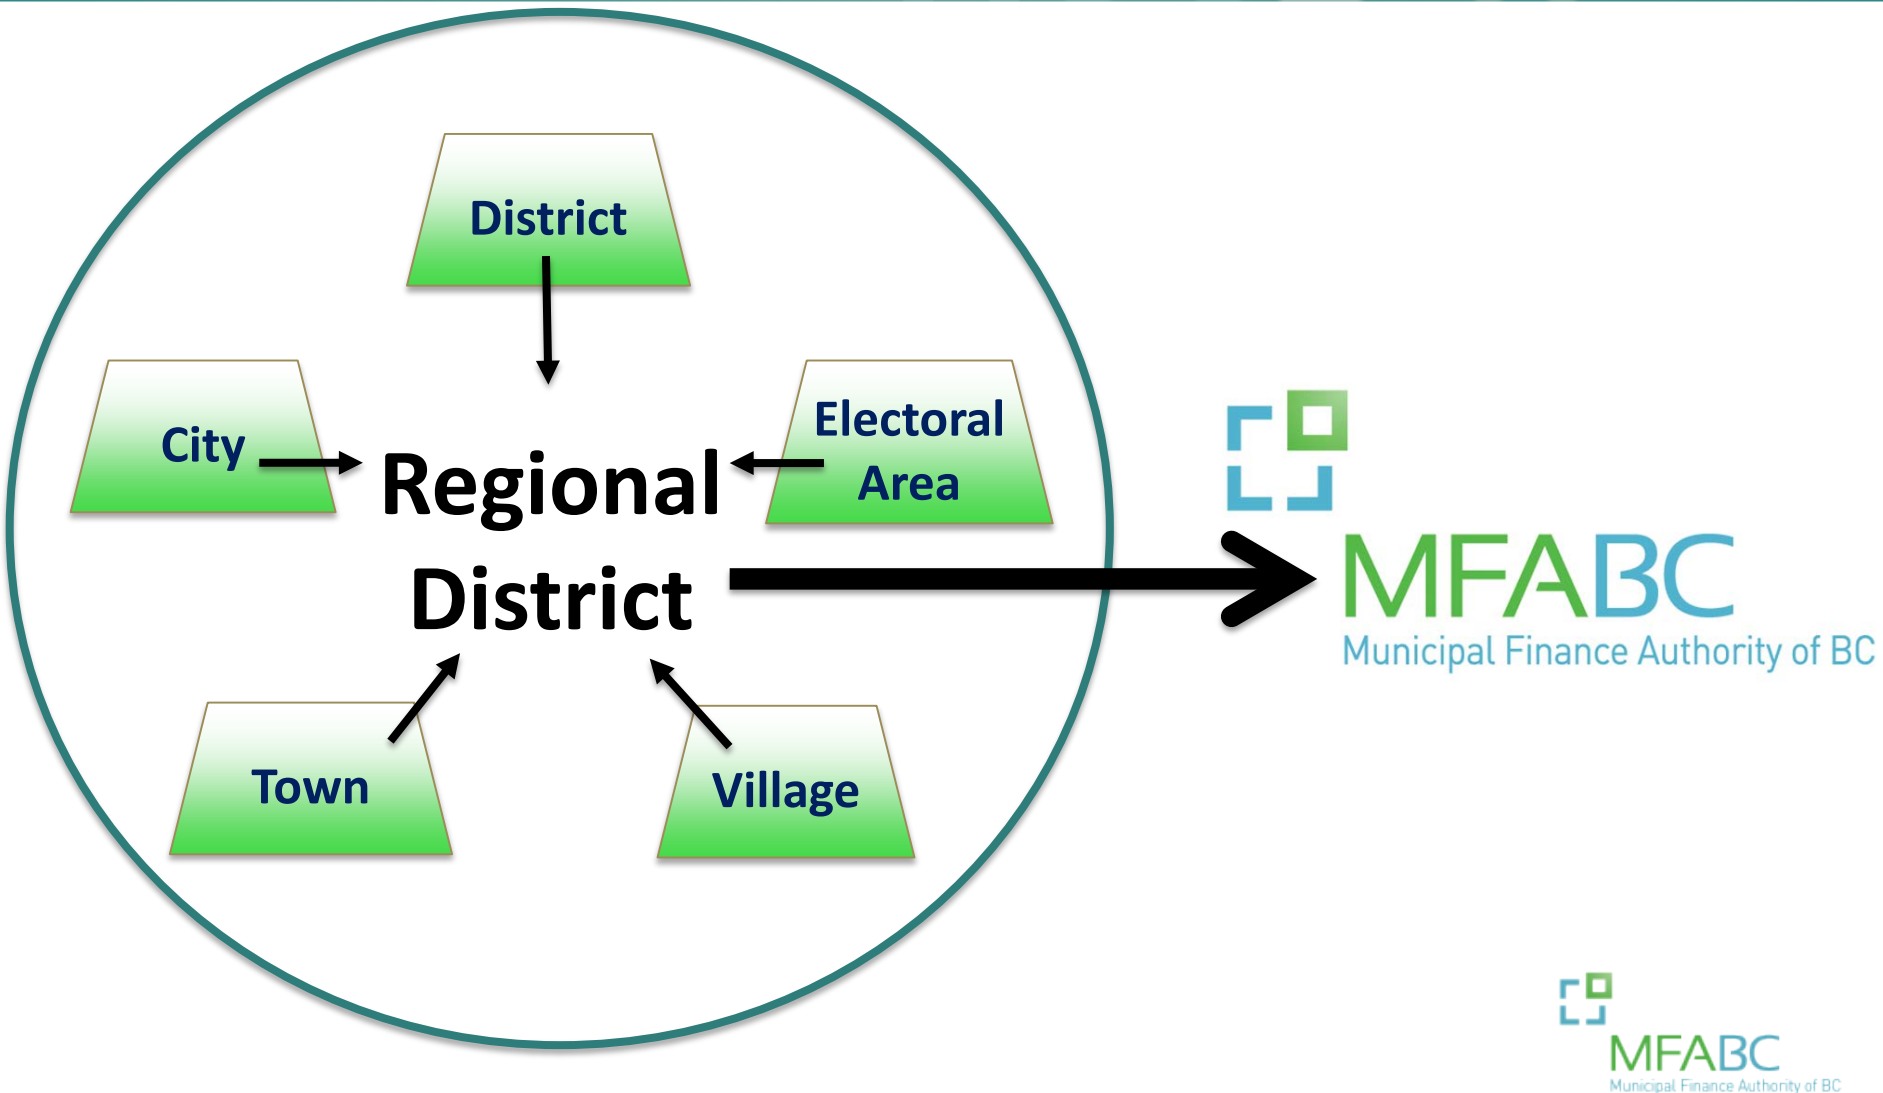 District
City
Electoral
Area
Regional
District
Town
Village
MFABC
Municipal Finance Authority of BC
MFABC
Municipal Finance Authority of BC